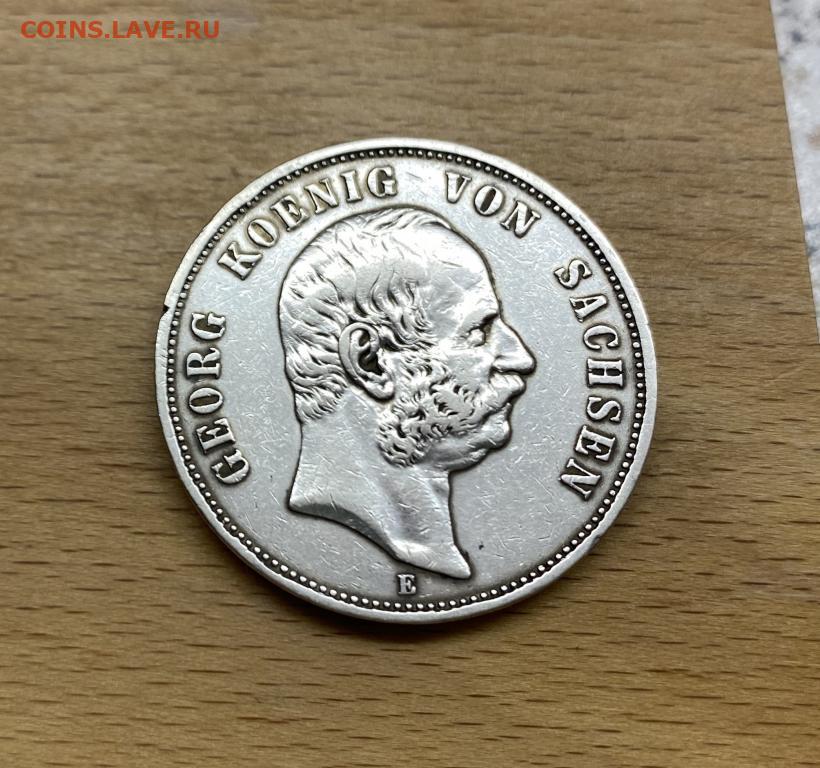 COINS.LAVE.RU
GEORG KOENIG VON SACHSEN
E